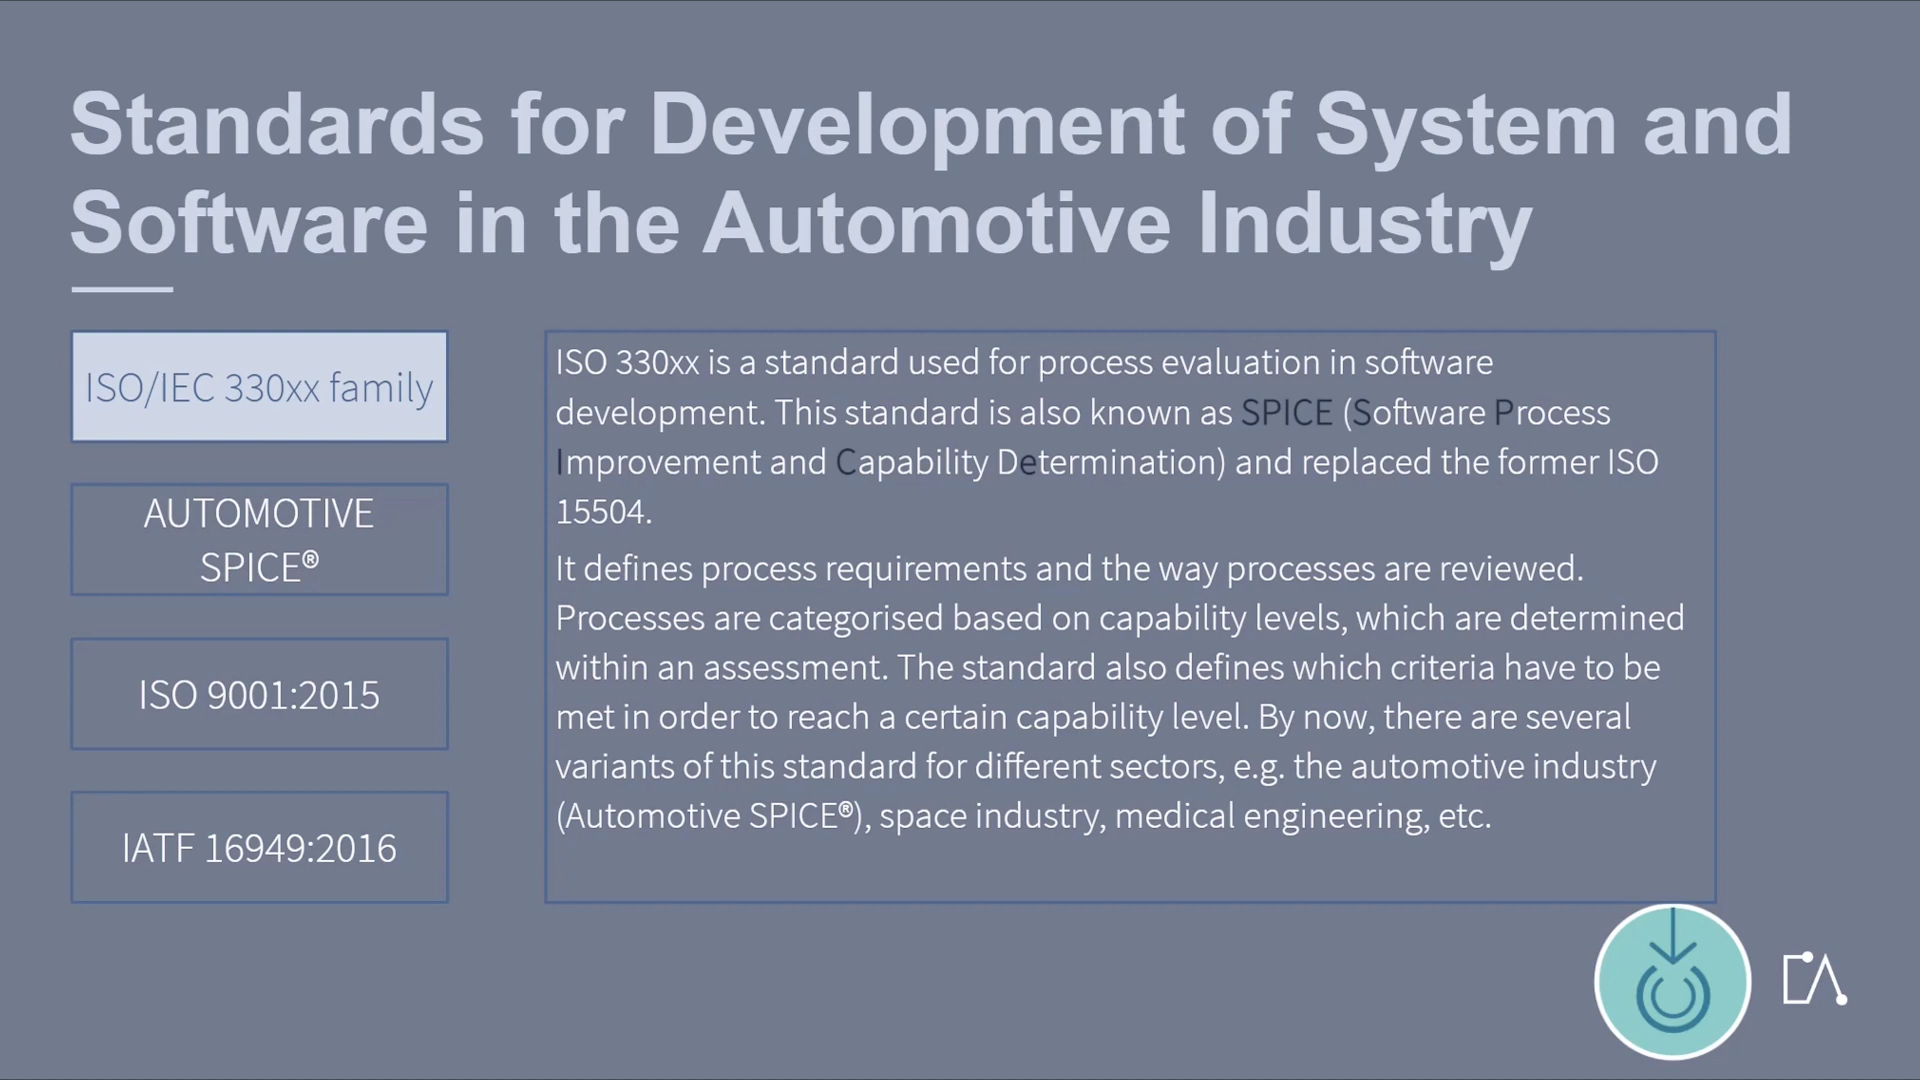 Standards for Development of System and
Software in the Automotive Industry
ISO/IEC 330xx family
AUTOMOTIVE
SPICE®
ISO 9001:2015
IATF 16949:2016
ISO 330xx is a standard used for process evaluation in software
development. This standard is also known as SPICE (Software Process
Improvement and Capability Determination) and replaced the former ISO
15504.
It defines process requirements and the way processes are reviewed.
Processes are categorised based on capability levels, which are determined
within an assessment. The standard also defines which criteria have to be
met in order to reach a certain capability level. By now, there are several
variants of this standard for different sectors, e.g. the automotive industry
(Automotive SPICE®), space industry, medical engineering, etc.